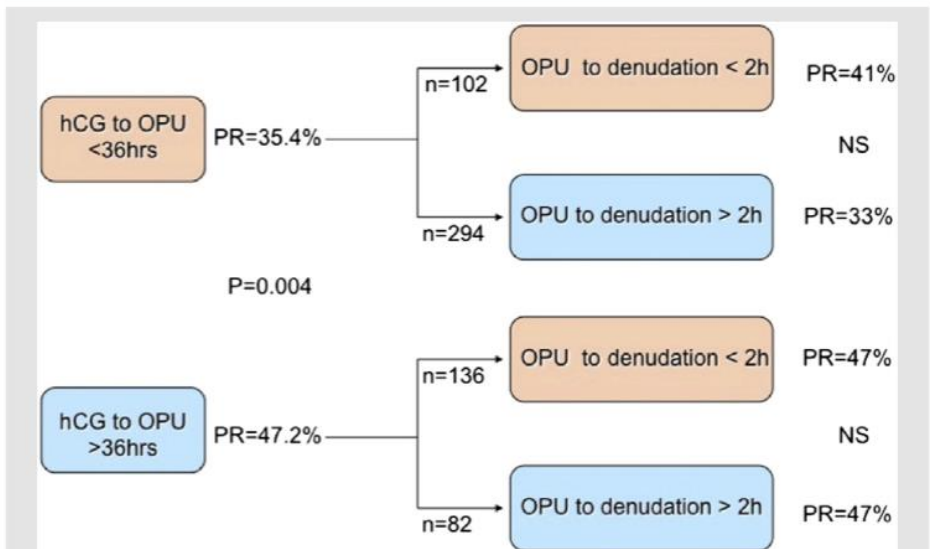 hCG to OPU
<36hrs
PR=35.4%
n=102
OPU to denudation < 2h
PR=41%
NS
n=294
OPU to denudation > 2h
PR=33%
P=0.004
hCG to OPU
>36hrs
PR=47.2%
n=136
OPU to denudation < 2h
PR=47%
NS
n=82
OPU to denudation > 2h
PR=47%